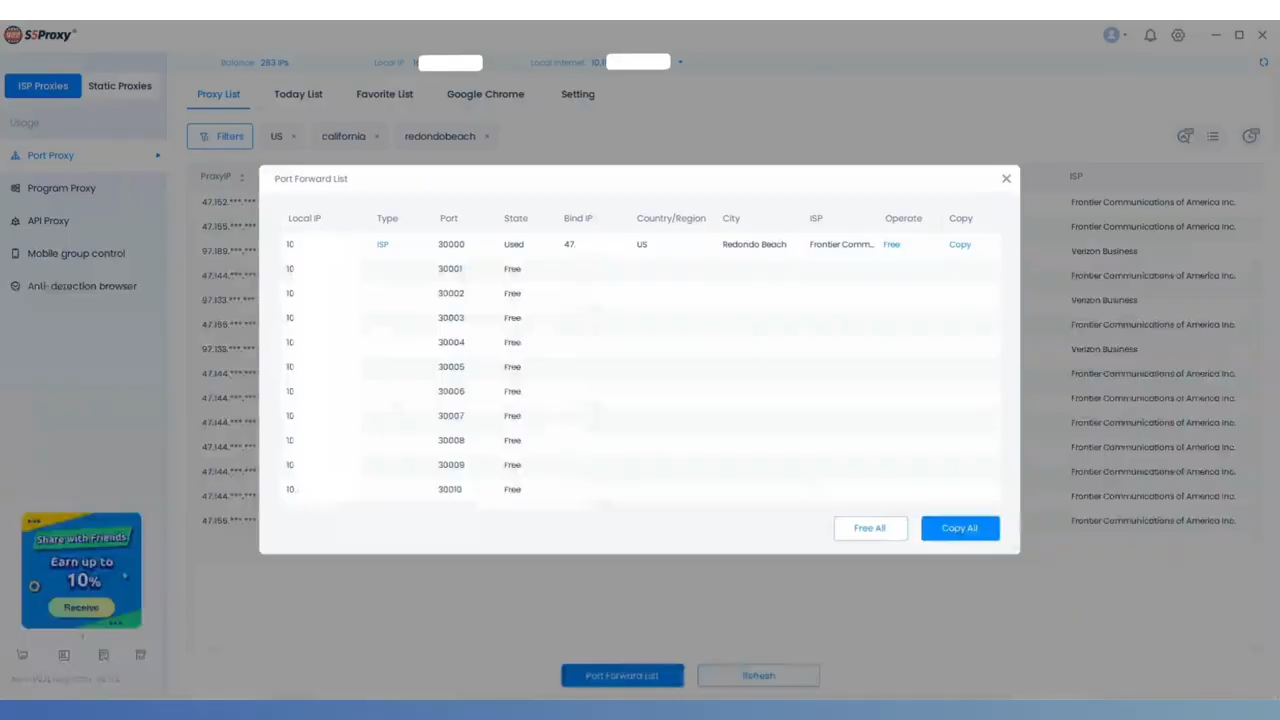 S5Proxy®
Balance: 283 IPs Local IP Local Internet: 10.
ISP Proxies Static Proxies
Proxy List Today List Favorite List Google Chrome Setting
Usage
Filters US × california × redondobeach ×
Port Proxy
Program Proxy
API Proxy
Mobile group control
Anti-detection browser
ProxyIP
ISP
47.152.***.*** Frontier Communications of America Inc.
47.155.***.*** Frontier Communications of America Inc.
97.189.***.*** Verizon Business
47.144.***.*** Frontier Communications of America Inc.
97.133.***.*** Verizon Business
47.155.***.*** Frontier Communications of America Inc.
97.133.***.*** Verizon Business
47.144.***.*** Frontier Communications of America Inc.
47.144.***.*** Frontier Communications of America Inc.
47.144.***.*** Frontier Communications of America Inc.
47.144.***.*** Frontier Communications of America Inc.
47.144.***.*** Frontier Communications of America Inc.
47.144.***.*** Frontier Communications of America Inc.
47.155.***.*** Frontier Communications of America Inc.
Port Forward List
Local IP Type Port State Bind IP Country/Region City ISP Operate Copy
10 ISP 30000 Used 47. US Redondo Beach Frontier Comm... Free Copy
10 30001 Free
10 30002 Free
10 30003 Free
10 30004 Free
10 30005 Free
10 30006 Free
10 30007 Free
10 30008 Free
10 30009 Free
10. 30010 Free
Free All Copy All
Share with Friends
Earn up to
10%
Receive
Port Forward List Refresh